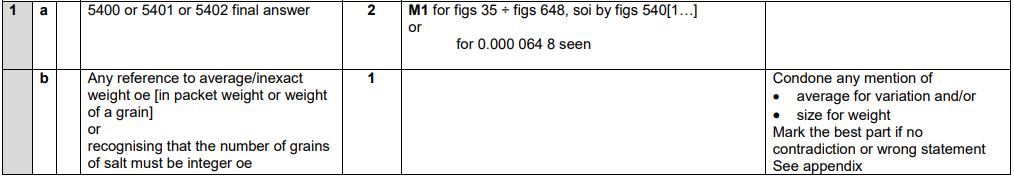 1 a 5400 or 5401 or 5402 final answer 2 M1 for figs 35 ÷ figs 648, soi by figs 540[1…]
or
for 0.000 064 8 seen
b Any reference to average/inexact 1 Condone any mention of
weight oe [in packet weight or weight • average for variation and/or
of a grain] • size for weight
or Mark the best part if no
recognising that the number of grains contradiction or wrong statement
of salt must be integer oe See appendix